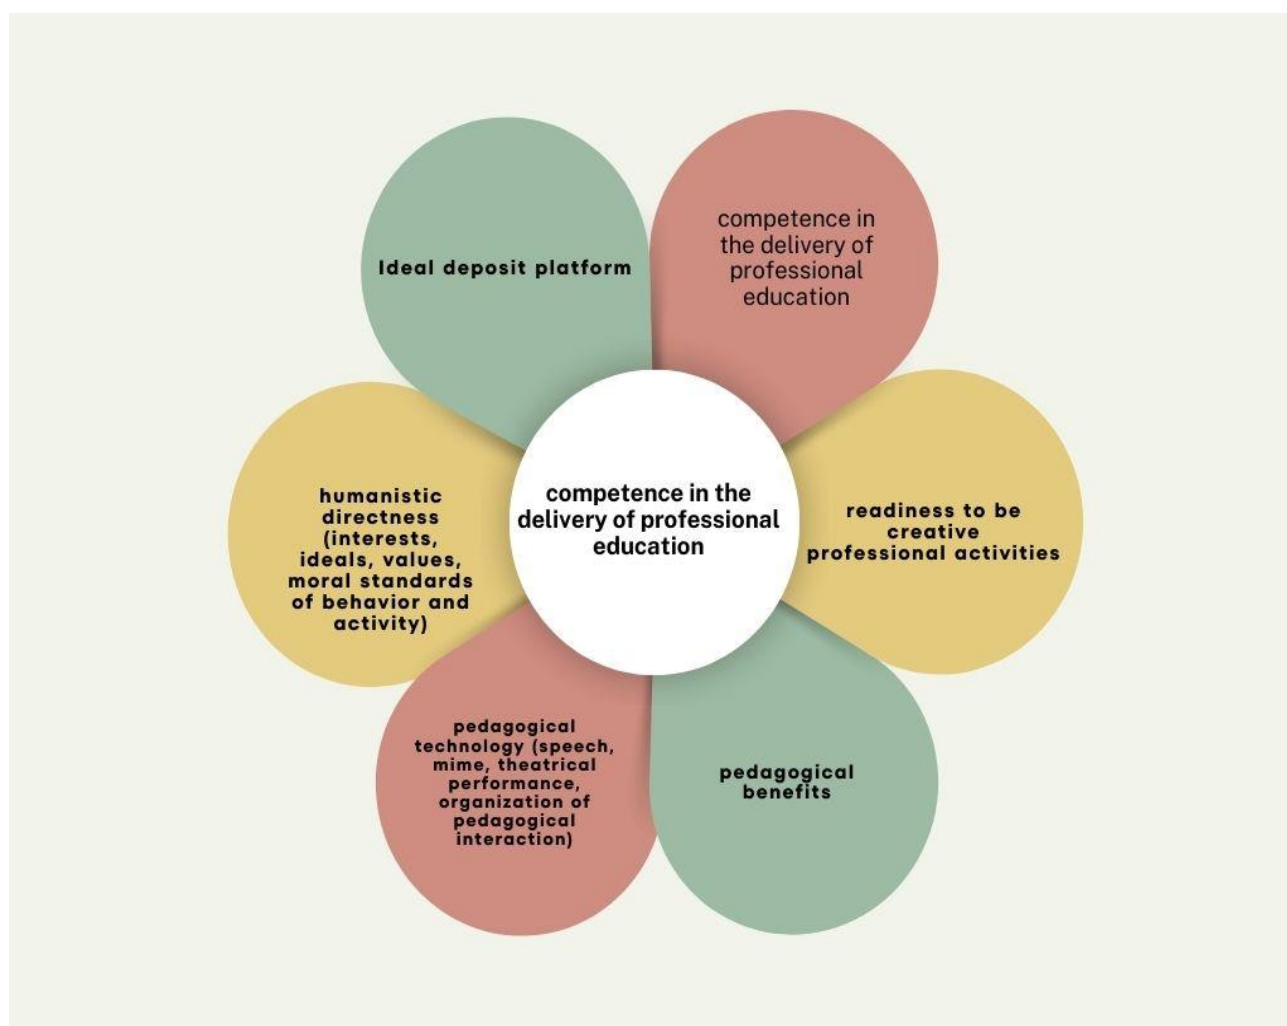 Ideal deposit platform
competence in
the delivery of
professional
education
humanistic
directness
(interests,
ideals, values,
moral standards
of behavior and
activity)
competence in the
delivery of professional
education
readiness to be
creative
professional activities
pedagogical
technology (speech,
mime, theatrical
performance,
organization of
pedagogical
interaction)
pedagogical
benefits